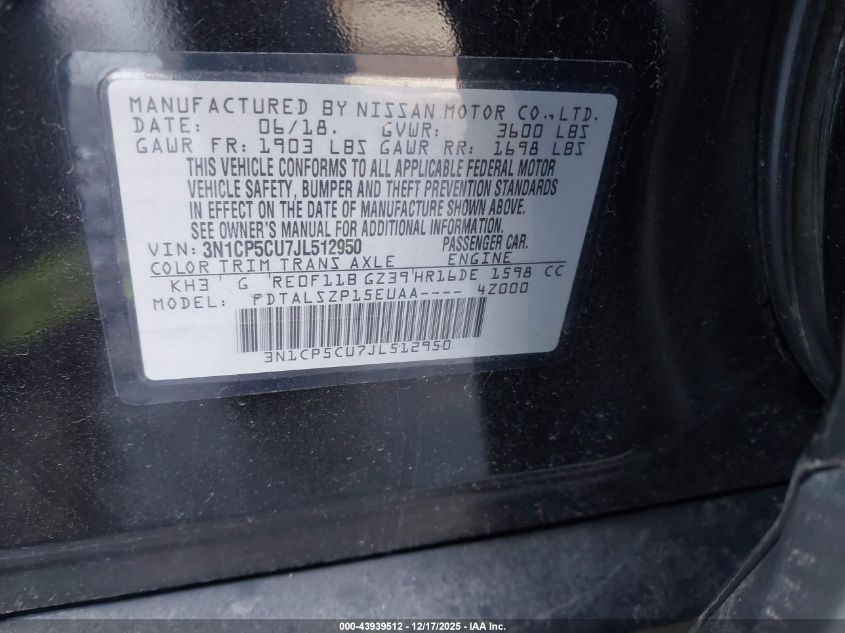 MANUFACTURED BY NISSAN MOTOR CO.,LTD.
DATE: 06/18. GVWR: 3600 LBS
GAWR FR: 1903 LBS GAWR RR: 1698 LBS
THIS VEHICLE CONFORMS TO ALL APPLICABLE FEDERAL MOTOR
VEHICLE SAFETY, BUMPER AND THEFT PREVENTION STANDARDS
IN EFFECT ON THE DATE OF MANUFACTURE SHOWN ABOVE.
SEE OWNER'S MANUAL FOR ADDITIONAL INFORMATION.
VIN: 3N1CP5CU7JL512950 PASSENGER CAR.
COLOR TRIM TRANS AXLE ENGINE
KH3 G RE0F11B GZ39 HR16DE 1598 CC
MODEL: FDTALSZP15EUAA---- 4Z000
3N1CP5CU7JL512950
000-43939512 - 12/17/2025 - IAA Inc.